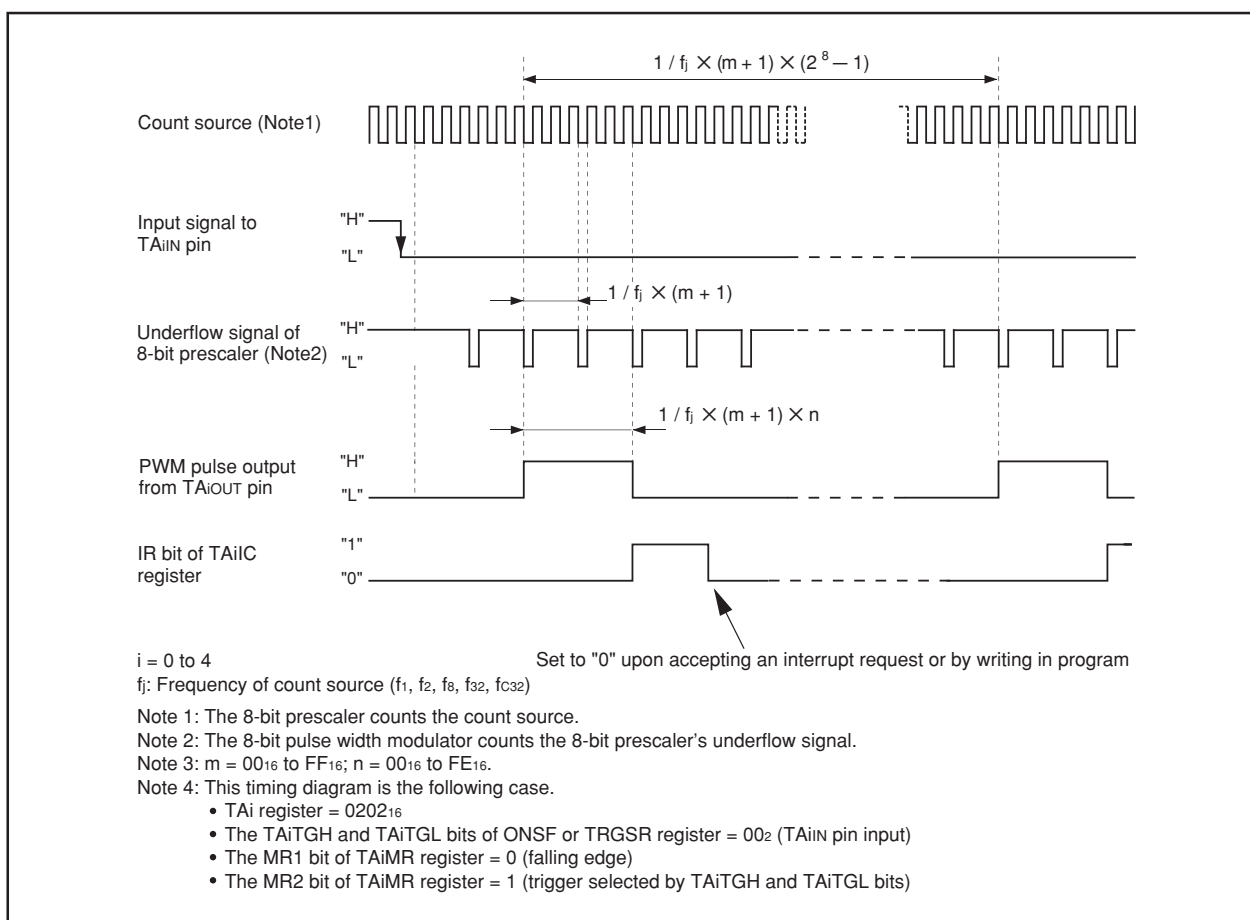 1 / fj × (m + 1) × (2⁸ — 1)
Count source (Note1)
Input signal to
TAiIN pin
"H"
"L"
1 / fj × (m + 1)
Underflow signal of
8-bit prescaler (Note2)
"H"
"L"
1 / fj × (m + 1) × n
PWM pulse output
from TAiOUT pin
"H"
"L"
IR bit of TAiIC
register
"1"
"0"
Set to "0" upon accepting an interrupt request or by writing in program
i = 0 to 4
fj: Frequency of count source (f1, f2, f8, f32, fC32)
Note 1: The 8-bit prescaler counts the count source.
Note 2: The 8-bit pulse width modulator counts the 8-bit prescaler's underflow signal.
Note 3: m = 0016 to FF16; n = 0016 to FE16.
Note 4: This timing diagram is the following case.
• TAi register = 020216
• The TAiTGH and TAiTGL bits of ONSF or TRGSR register = 002 (TAiIN pin input)
• The MR1 bit of TAiMR register = 0 (falling edge)
• The MR2 bit of TAiMR register = 1 (trigger selected by TAiTGH and TAiTGL bits)